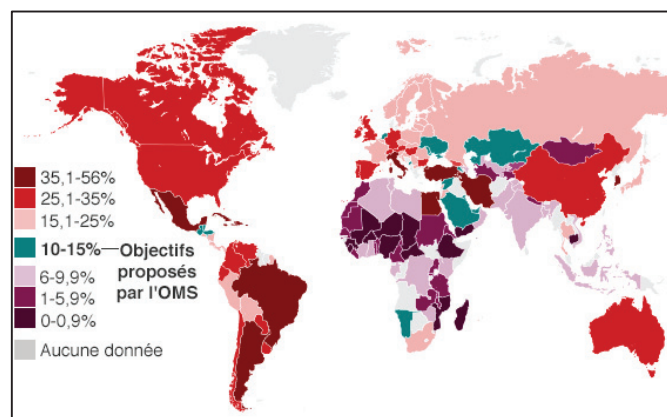 35,1-56%
25,1-35%
15,1-25%
10-15%—Objectifs
proposés
par l'OMS
6-9,9%
1-5,9%
0-0,9%
Aucune donnée